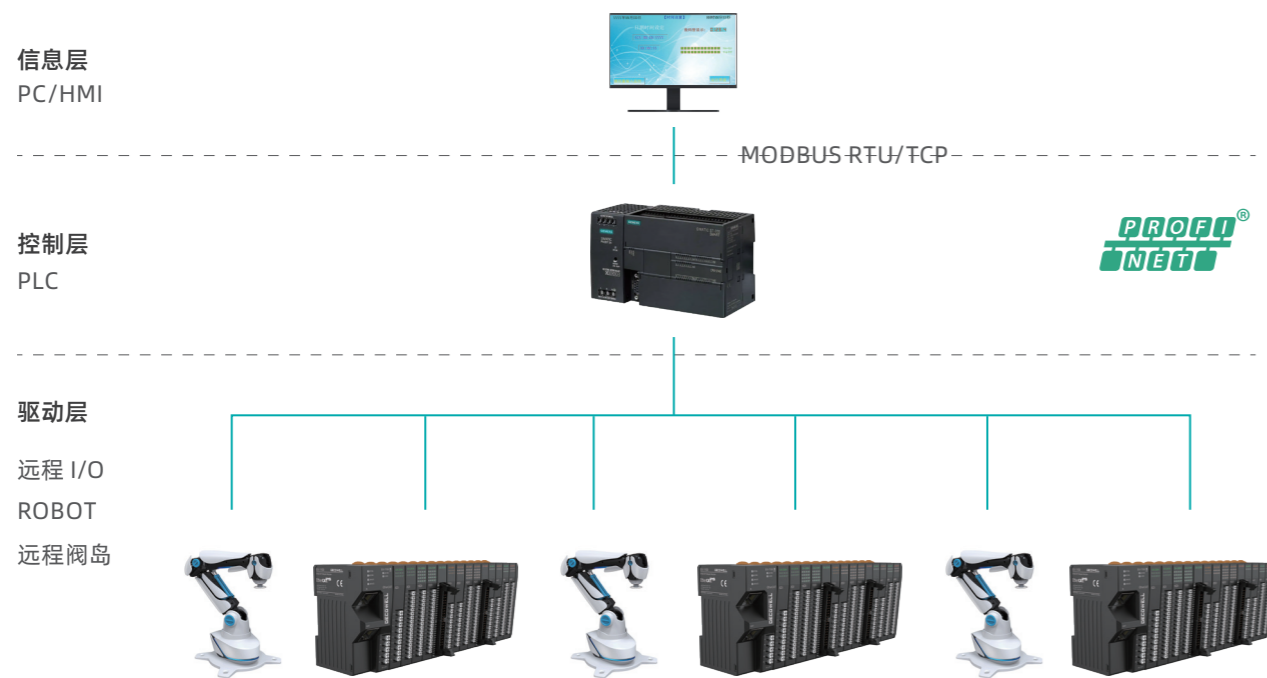 信息层
PC/HMI
MODBUS RTU/TCP
控制层
PLC
PROFI
NET
®
驱动层
远程 I/O
ROBOT
远程阀岛